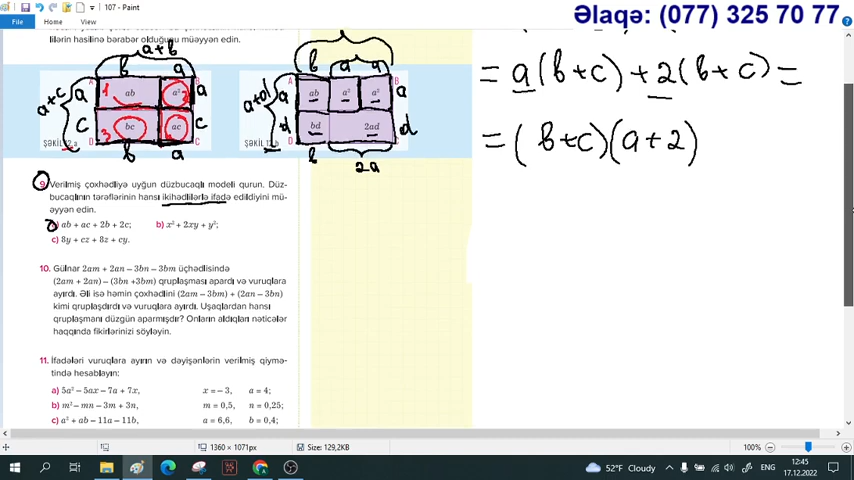 107 - Paint
Əlaqə: (077) 325 70 77
File
Home
View
lilərin hasilinə bərabər olduğunu müəyyən edin.
a+b
b
a
A
B
a+c
a
1
ab
a²
2
a
c
3
bc
ac
c
D
C
ŞƏKİL 12.a
b
a
b
a
a
A
B
a+d
a
ab
a²
a²
a
d
bd
2ad
d
D
C
ŞƏKİL 12.b
b
2a
= a(b+c)+2(b+c)=
=(b+c)(a+2)
9. Verilmiş çoxhədliyə uyğun düzbucaqlı modeli qurun. Düz-
bucaqlının tərəflərinin hansı ikihədlilərlə ifadə edildiyini mü-
əyyən edin.
a) ab + ac + 2b + 2c;
b) x² + 2xy + y²;
c) 8y + cz + 8z + cy.
10. Gülnar 2am + 2an − 3bn − 3bm üçhədlisində
(2am + 2an) − (3bn +3bm) qruplaşması apardı və vuruqlara
ayırdı. Əli isə həmin çoxhədlini (2am − 3bm) + (2an − 3bn)
kimi qruplaşdırdı və vuruqlara ayırdı. Uşaqlardan hansı
qruplaşmanı düzgün aparmışdır? Onların aldıqları nəticələr
haqqında fikirlərinizi söyləyin.
11. İfadələri vuruqlara ayırın və dəyişənlərin verilmiş qiymə-
tində hesablayın:
a) 5a² − 5ax − 7a + 7x,
x = − 3,
a = 4;
b) m² − mn − 3m + 3n,
m = 0,5,
n = 0,25;
c) a² + ab − 11a − 11b,
a = 6,6,
b = 0,4;
1360 × 1071px
Size: 129,2KB
100%
52°F Cloudy
ENG
12:45
17.12.2022